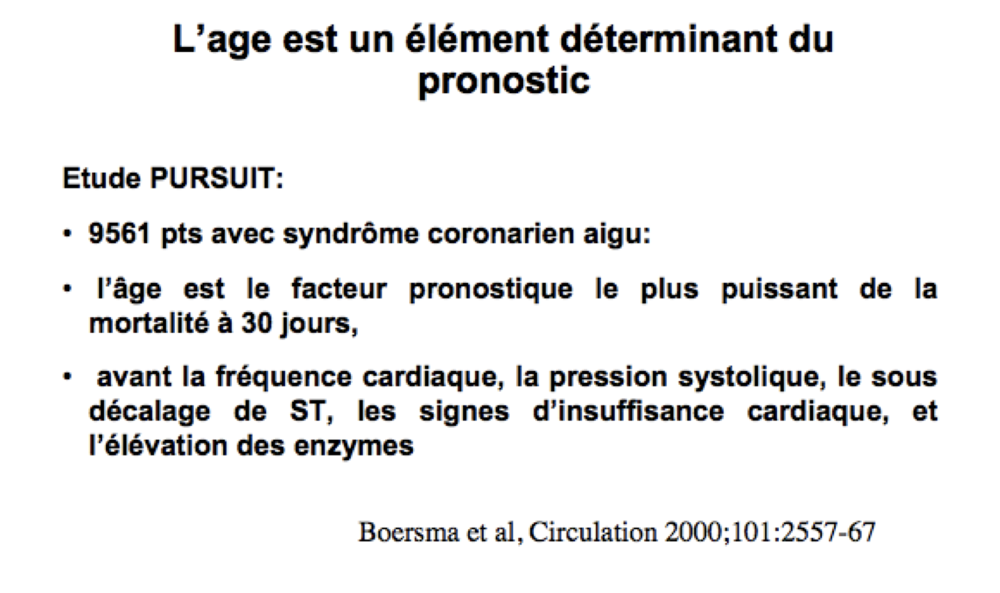 L’age est un élément déterminant du
pronostic
Etude PURSUIT:
• 9561 pts avec syndrôme coronarien aigu:
• l’âge est le facteur pronostique le plus puissant de la
mortalité à 30 jours,
• avant la fréquence cardiaque, la pression systolique, le sous
décalage de ST, les signes d’insuffisance cardiaque, et
l’élévation des enzymes
Boersma et al, Circulation 2000;101:2557-67